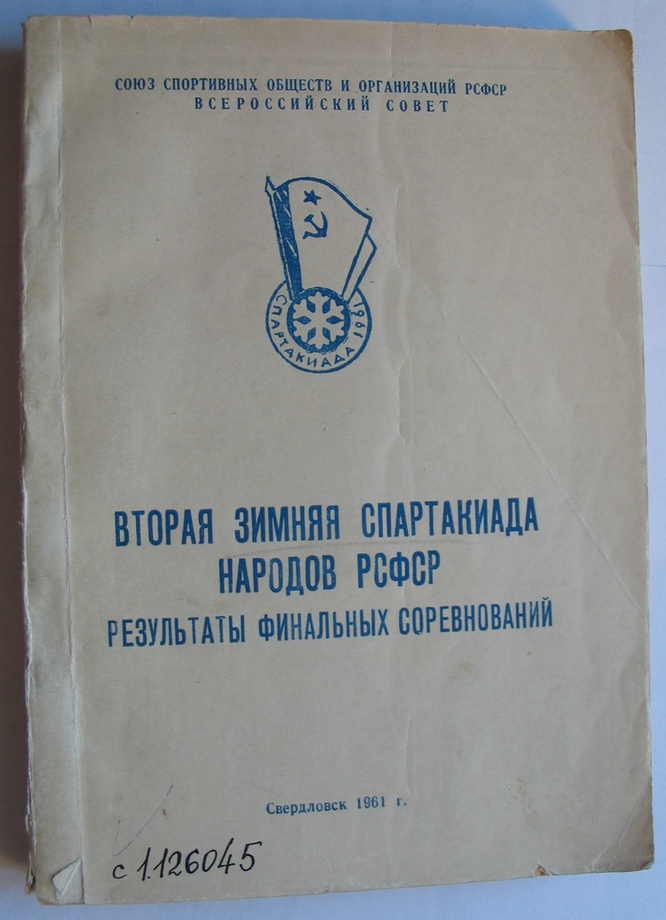 СОЮЗ СПОРТИВНЫХ ОБЩЕСТВ И ОРГАНИЗАЦИЙ РСФСР
ВСЕРОССИЙСКИЙ СОВЕТ
СПАРТАКИАДА 1961
ВТОРАЯ ЗИМНЯЯ СПАРТАКИАДА
НАРОДОВ РСФСР
РЕЗУЛЬТАТЫ ФИНАЛЬНЫХ СОРЕВНОВАНИЙ
Свердловск 1961 г.
с 1.126045